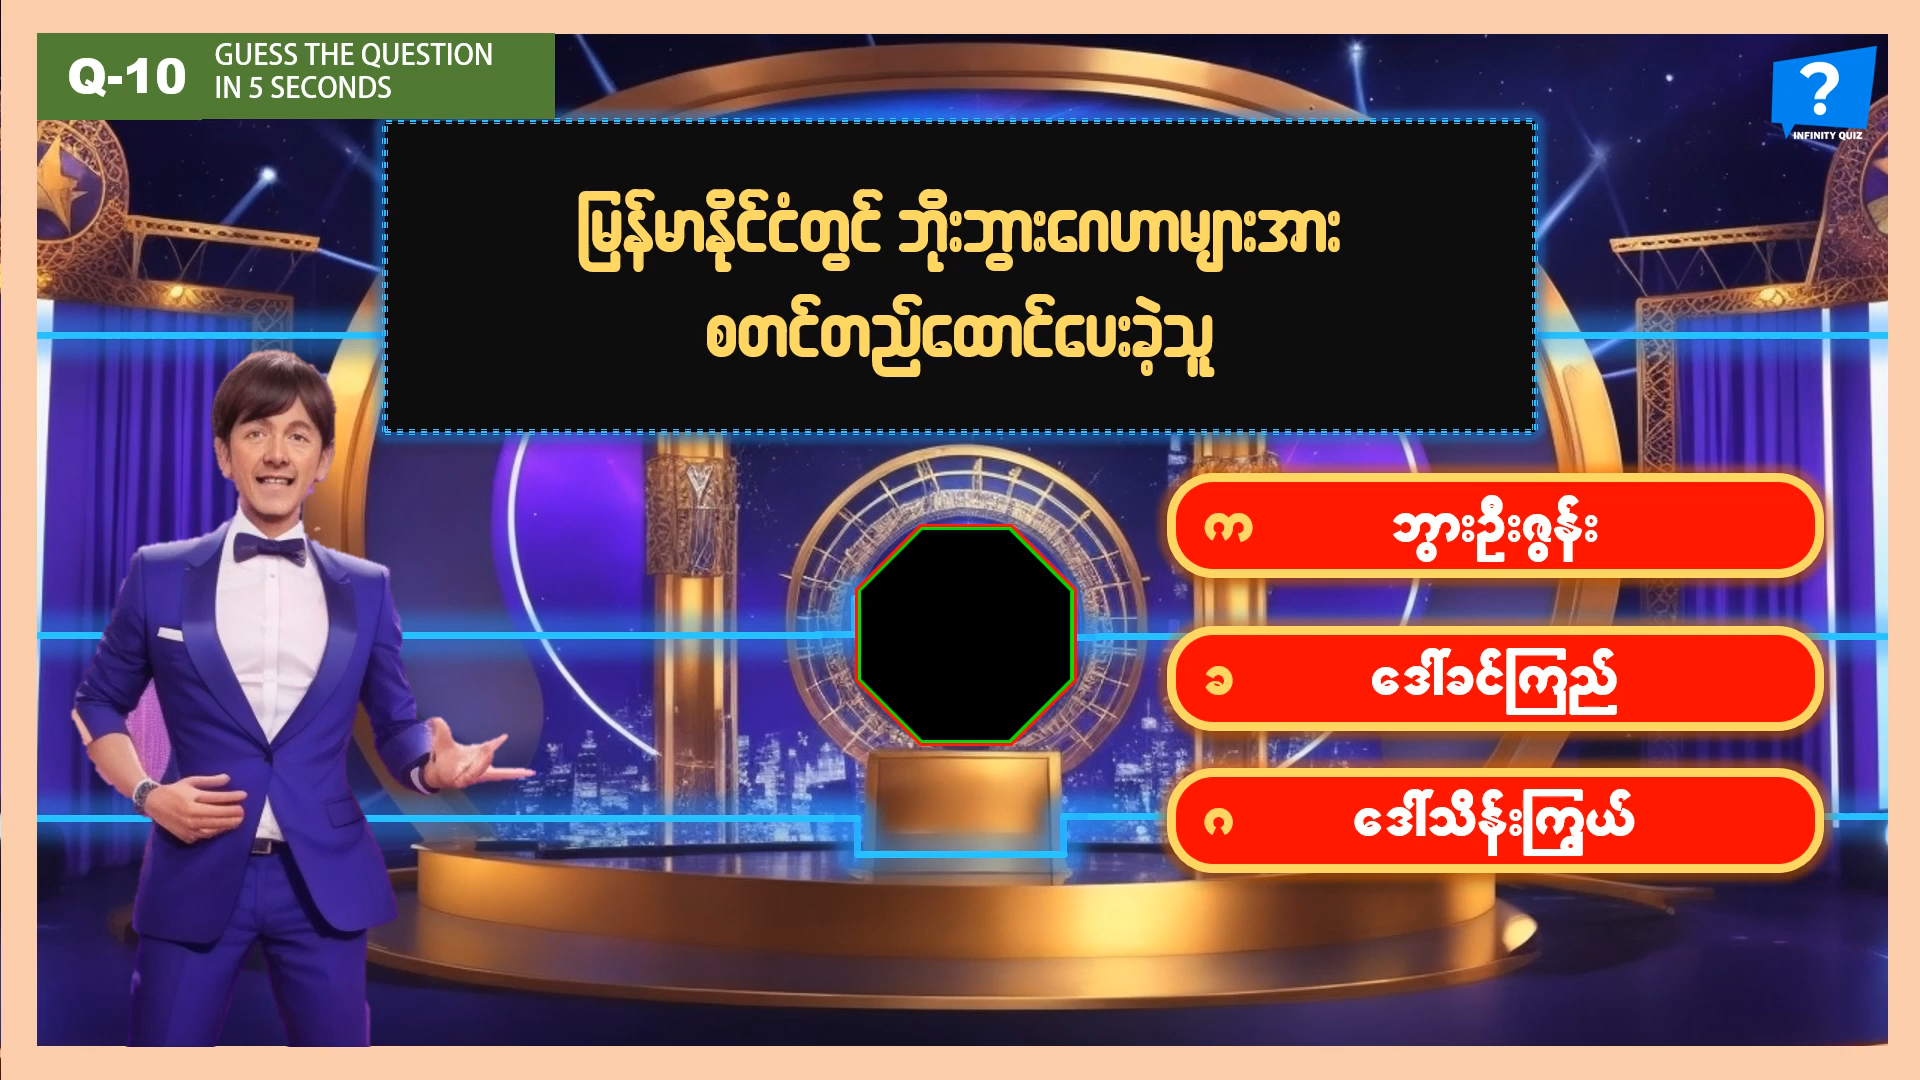 Q-10
GUESS THE QUESTION
IN 5 SECONDS
?
INFINITY QUIZ
မြန်မာနိုင်ငံတွင် ဘိုးဘွားဂေဟာများအား
စတင်တည်ထောင်ပေးခဲ့သူ
က ဘွားဦးဇွန်း
ခ ဒေါ်ခင်ကြည်
ဂ ဒေါ်သိန်းကြွယ်